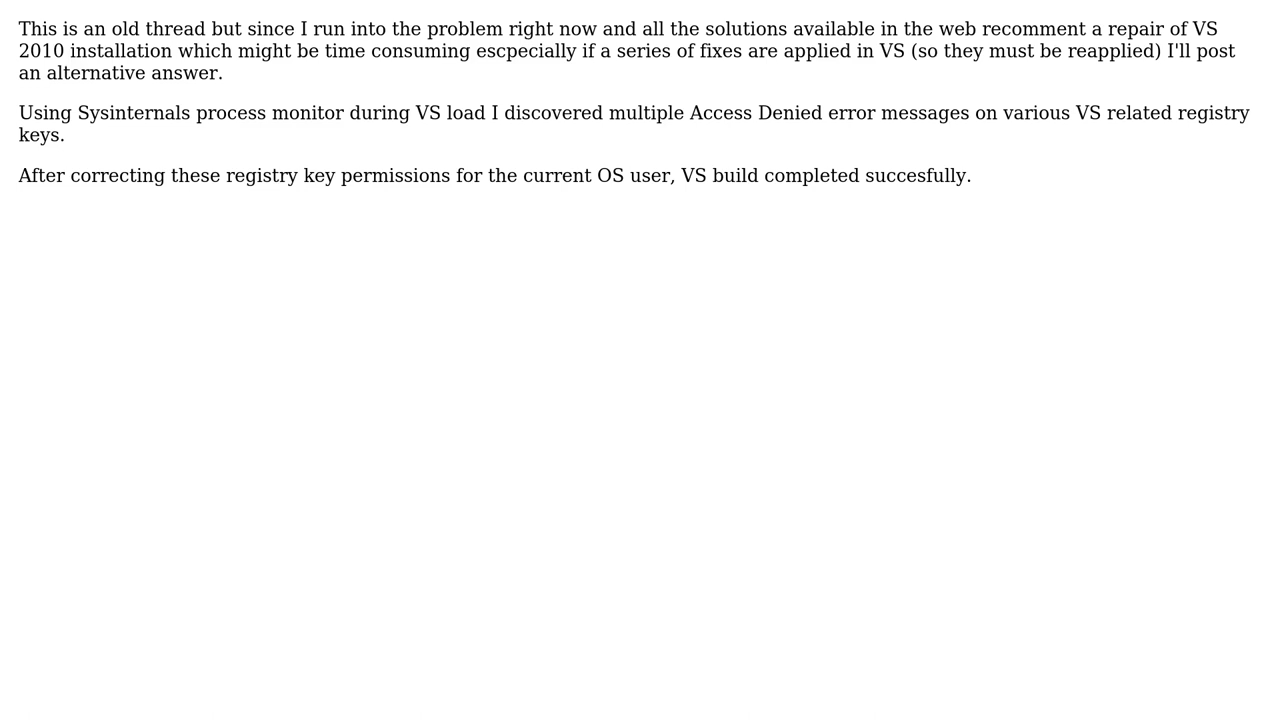 This is an old thread but since I run into the problem right now and all the solutions available in the web recomment a repair of VS
2010 installation which might be time consuming escpecially if a series of fixes are applied in VS (so they must be reapplied) I'll post
an alternative answer.
Using Sysinternals process monitor during VS load I discovered multiple Access Denied error messages on various VS related registry
keys.
After correcting these registry key permissions for the current OS user, VS build completed succesfully.